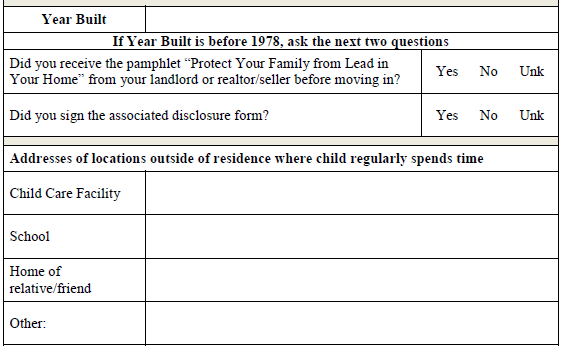 Year Built
If Year Built is before 1978, ask the next two questions
Did you receive the pamphlet “Protect Your Family from Lead in
Your Home” from your landlord or realtor/seller before moving in?
Yes No Unk
Did you sign the associated disclosure form?
Yes No Unk
Addresses of locations outside of residence where child regularly spends time
Child Care Facility
School
Home of
relative/friend
Other: